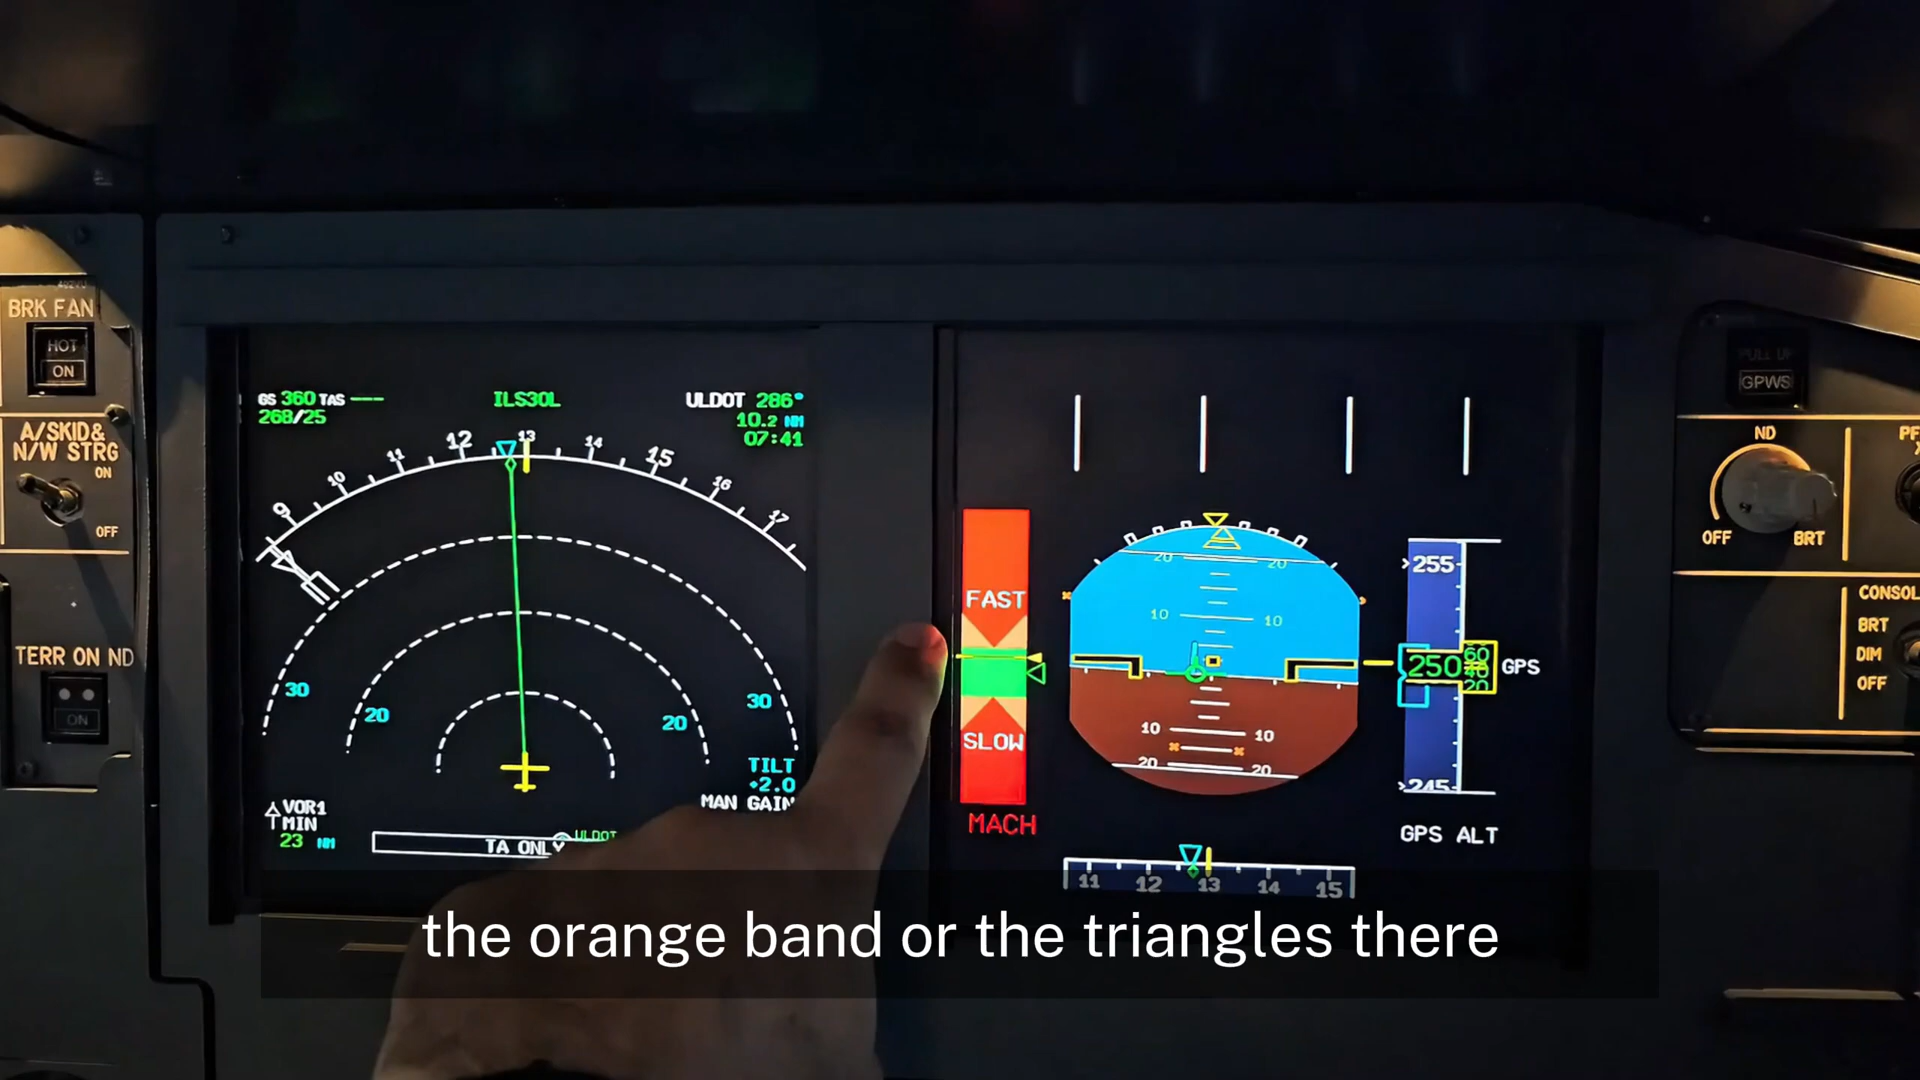 BRK FAN
HOT
ON
A/SKID&
N/W STRG
ON
OFF
TERR ON ND
ON
GS 360 TAS ---
268/25
ILS30L
ULDOT 286°
10.2 NM
07:41
9 10 11 12 13 14 15 16 17
30 30
20 20
TILT
+2.0
MAN GAIN
VOR1
MIN
23 NM
TA ONL
ULDOT
FAST
SLOW
MACH
20 20
10 10
10 10
20 20
255
250 60
40
20
245
GPS
GPS ALT
11 12 13 14 15
PULL UP
GPWS
ND
OFF BRT
PF
CONSOL
BRT
DIM
OFF
the orange band or the triangles there